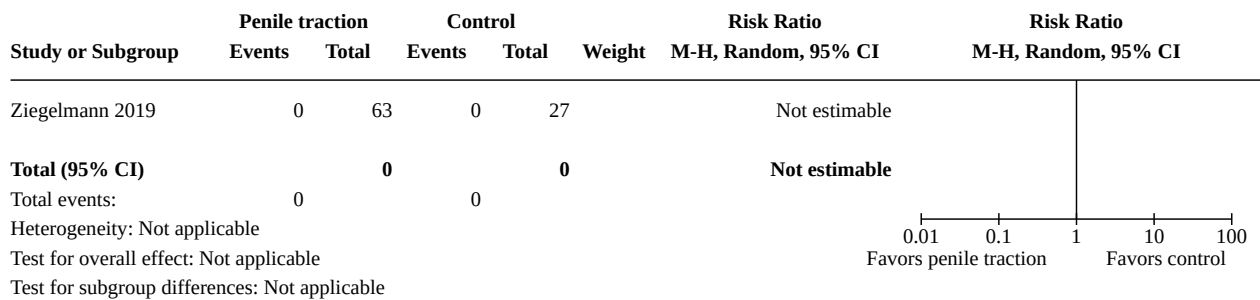 Penile traction Control Risk Ratio Risk Ratio
Study or Subgroup Events Total Events Total Weight M-H, Random, 95% CI M-H, Random, 95% CI
Ziegelmann 2019 0 63 0 27 Not estimable
Total (95% CI) 0 0 Not estimable
Total events: 0 0
Heterogeneity: Not applicable
0.01 0.1 1 10 100
Test for overall effect: Not applicable
Favors penile traction Favors control
Test for subgroup differences: Not applicable